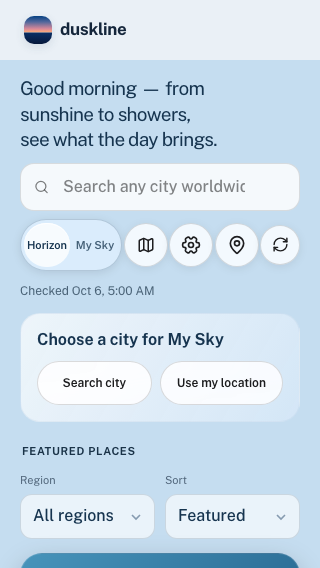 duskline
Good morning — from
sunshine to showers,
see what the day brings.
Search any city worldwic
Horizon My Sky
Checked Oct 6, 5:00 AM
Choose a city for My Sky
Search city Use my location
FEATURED PLACES
Region Sort
All regions Featured